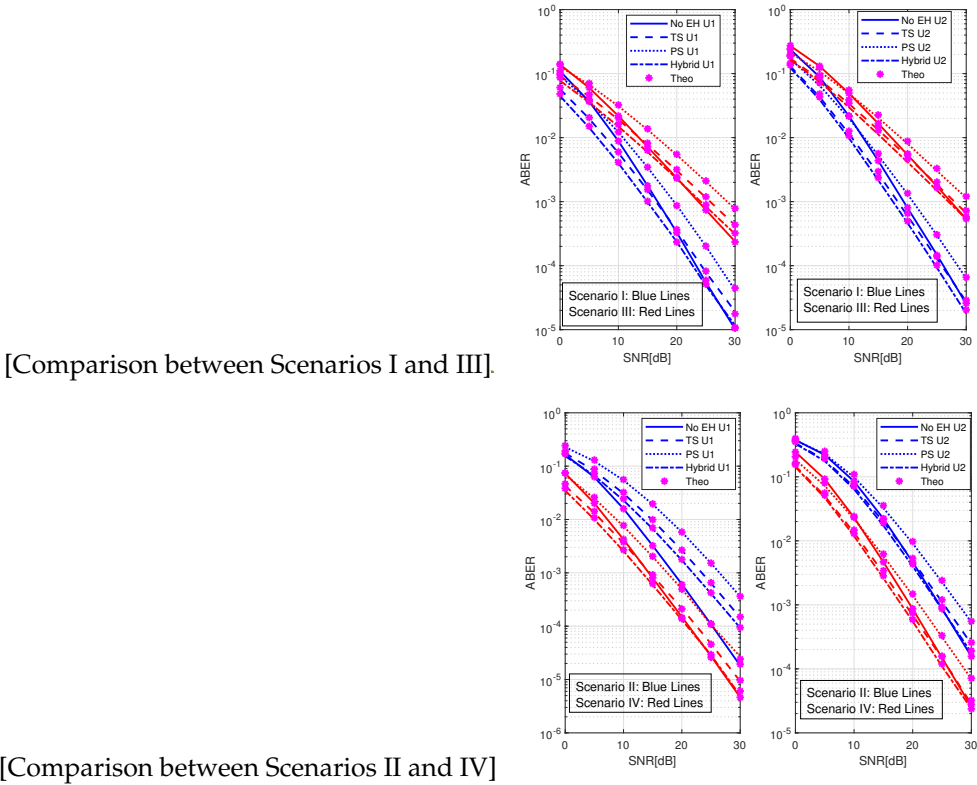 10^0
10^-1
10^-2
10^-3
10^-4
10^-5
ABER
0
10
20
30
SNR[dB]
No EH U1
TS U1
PS U1
Hybrid U1
Theo
Scenario I: Blue Lines
Scenario III: Red Lines
10^0
10^-1
10^-2
10^-3
10^-4
10^-5
ABER
0
10
20
30
SNR[dB]
No EH U2
TS U2
PS U2
Hybrid U2
Theo
Scenario I: Blue Lines
Scenario III: Red Lines
[Comparison between Scenarios I and III].
10^0
10^-1
10^-2
10^-3
10^-4
10^-5
10^-6
ABER
0
10
20
30
SNR[dB]
No EH U1
TS U1
PS U1
Hybrid U1
Theo
Scenario II: Blue Lines
Scenario IV: Red Lines
10^0
10^-1
10^-2
10^-3
10^-4
10^-5
ABER
0
10
20
30
SNR[dB]
No EH U2
TS U2
PS U2
Hybrid U2
Theo
Scenario II: Blue Lines
Scenario IV: Red Lines
[Comparison between Scenarios II and IV]